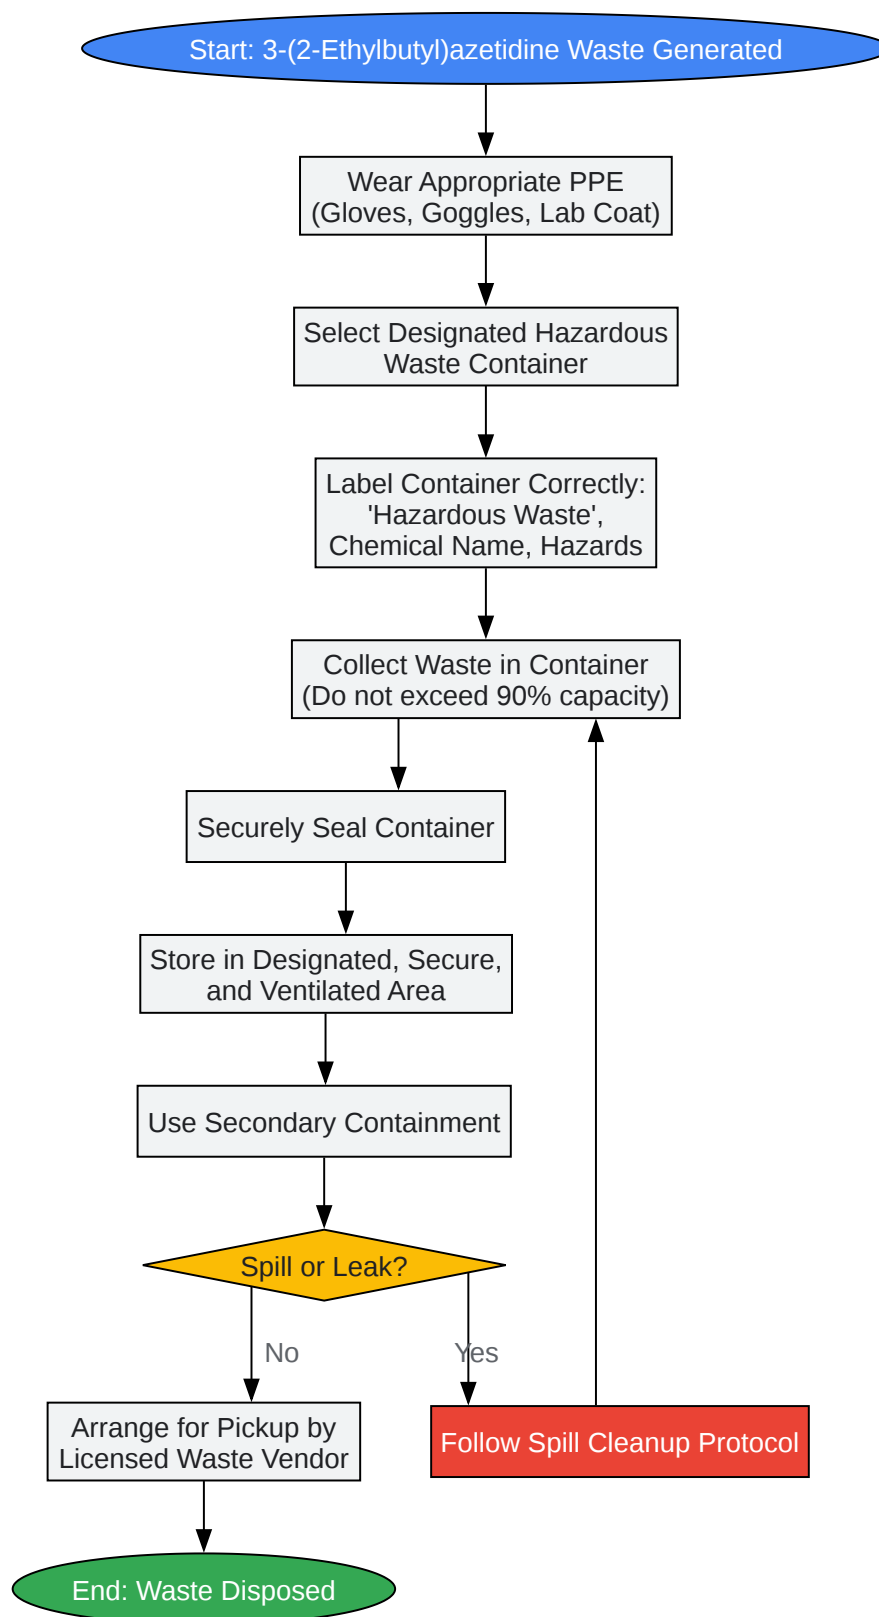 Start: 3-(2-Ethylbutyl)azetidine Waste Generated
Wear Appropriate PPE
(Gloves, Goggles, Lab Coat)
Select Designated Hazardous
Waste Container
Label Container Correctly:
'Hazardous Waste',
Chemical Name, Hazards
Collect Waste in Container
(Do not exceed 90% capacity)
Securely Seal Container
Store in Designated, Secure,
and Ventilated Area
Use Secondary Containment
Spill or Leak?
No
Yes
Arrange for Pickup by
Licensed Waste Vendor
Follow Spill Cleanup Protocol
End: Waste Disposed